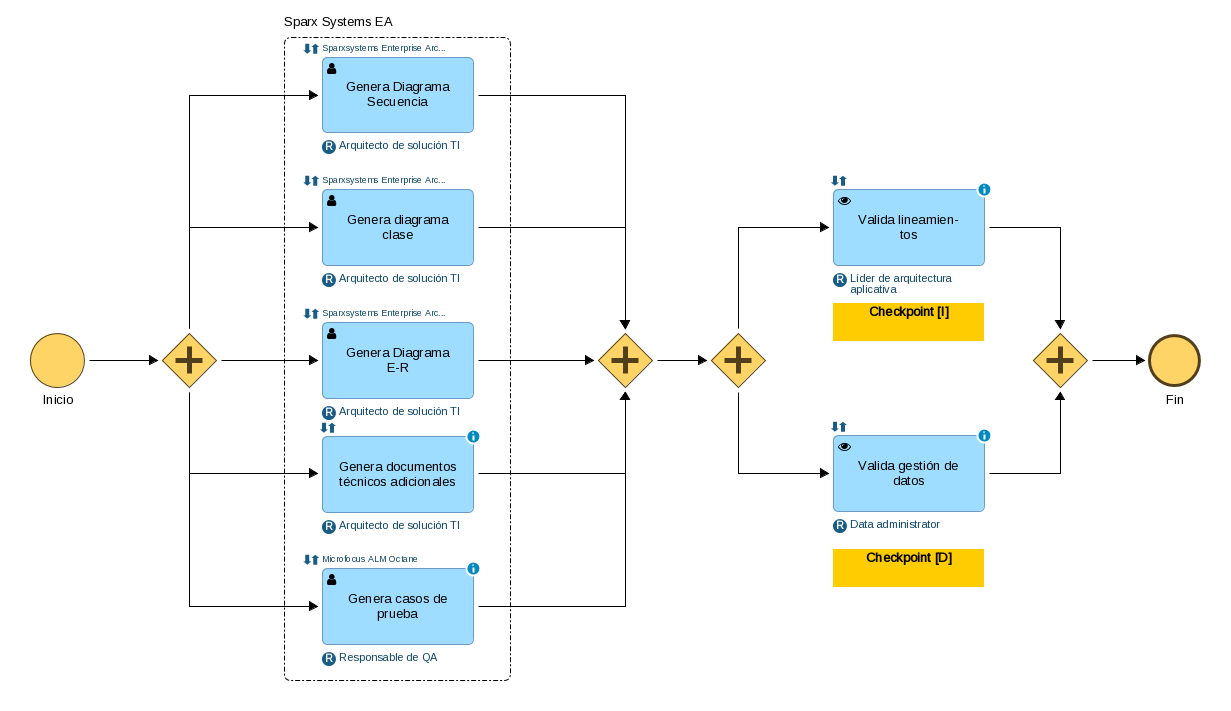 Sparx Systems EA
Sparxsystems Enterprise Arc...
Genera Diagrama
Secuencia
R Arquitecto de solución TI
Sparxsystems Enterprise Arc...
Genera diagrama
clase
R Arquitecto de solución TI
Sparxsystems Enterprise Arc...
Genera Diagrama
E-R
R Arquitecto de solución TI
Genera documentos
técnicos adicionales
R Arquitecto de solución TI
Microfocus ALM Octane
Genera casos de
prueba
R Responsable de QA
Inicio
Valida lineamien-
tos
R Líder de arquitectura
aplicativa
Checkpoint [I]
Valida gestión de
datos
R Data administrator
Checkpoint [D]
Fin